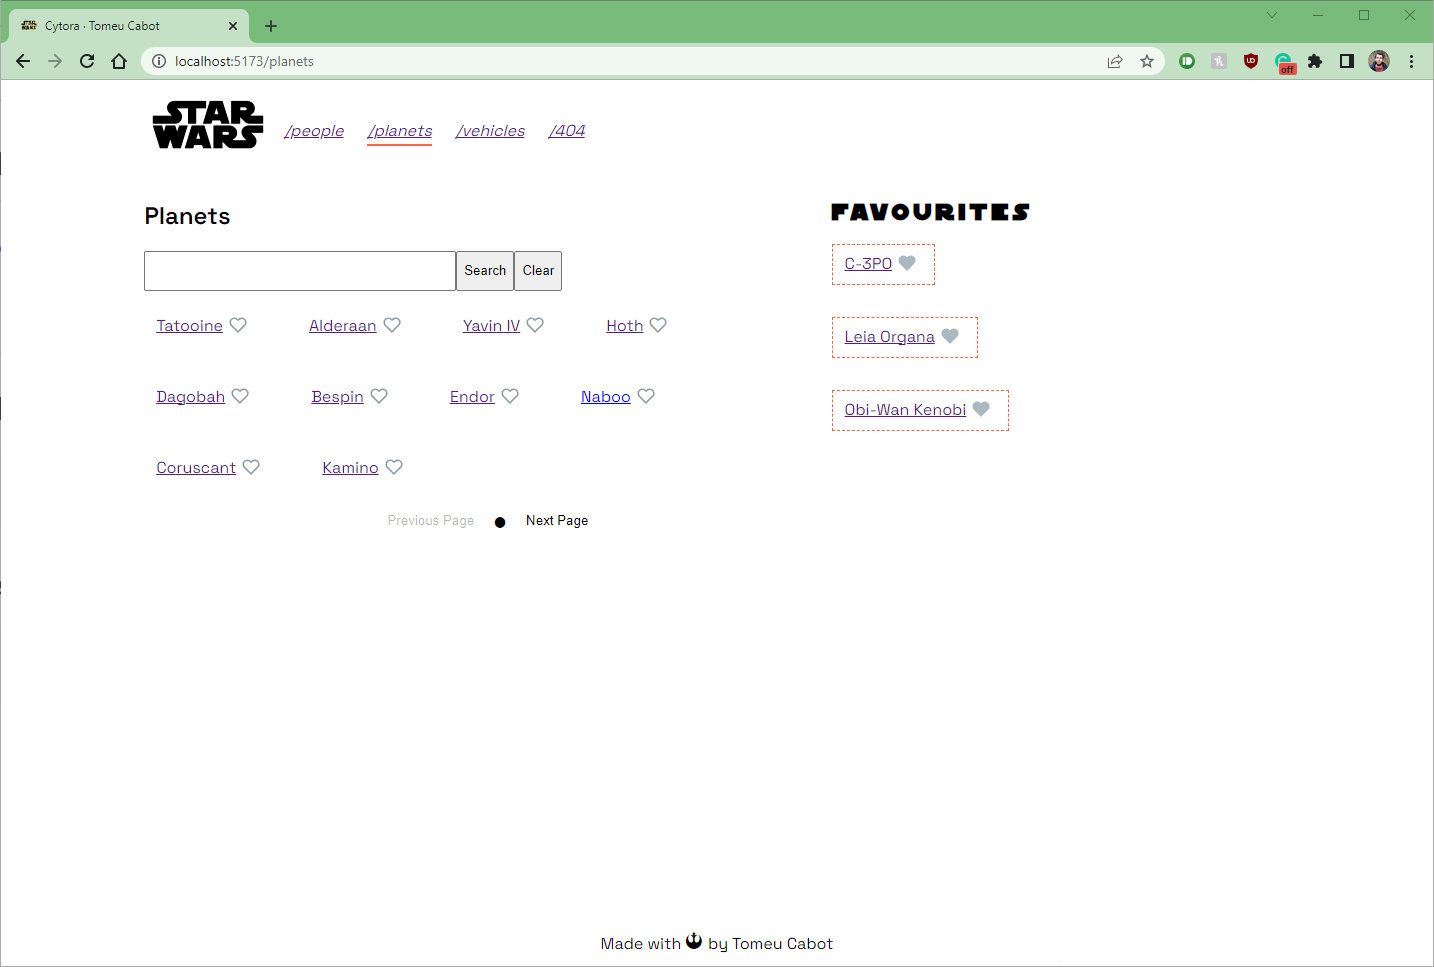 Cytora · Tomeu Cabot
localhost:5173/planets
off
STAR WARS
/people /planets /vehicles /404
Planets
Search Clear
Tatooine Alderaan Yavin IV Hoth
Dagobah Bespin Endor Naboo
Coruscant Kamino
Previous Page Next Page
FAVOURITES
C-3PO
Leia Organa
Obi-Wan Kenobi
Made with by Tomeu Cabot